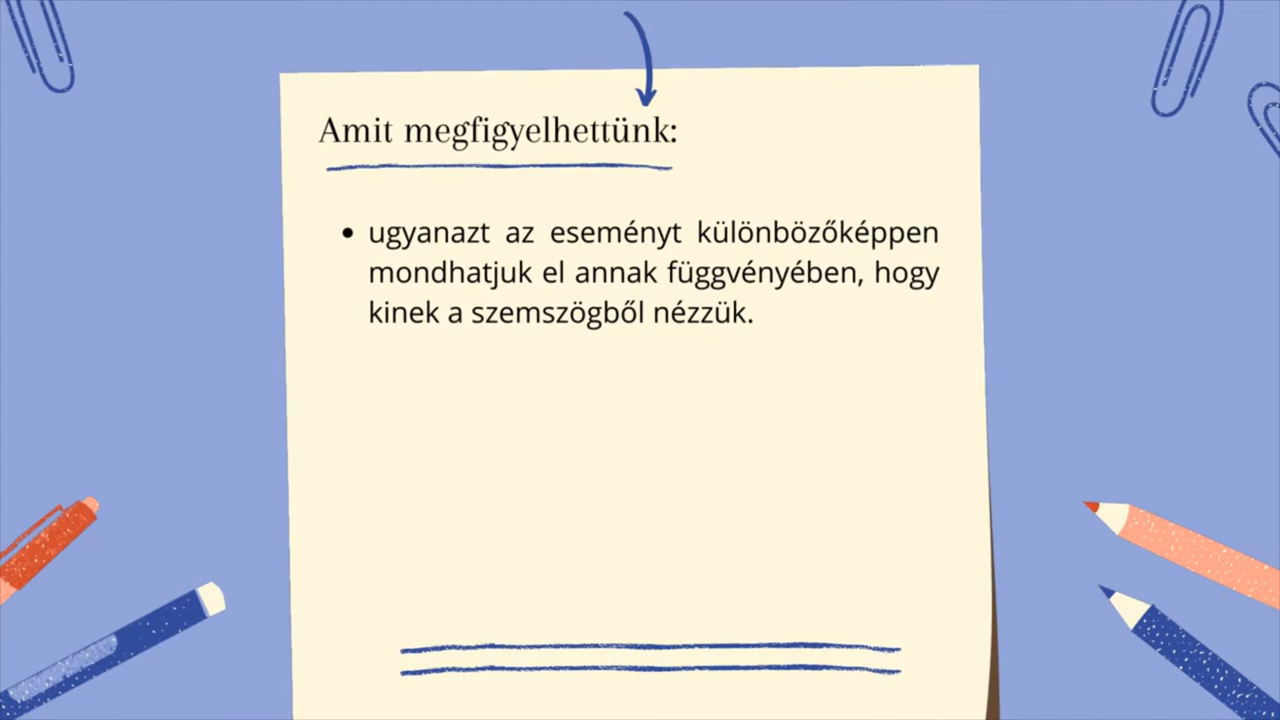 Amit megfigyelhettünk:
• ugyanazt az eseményt különbözőképpen
mondhatjuk el annak függvényében, hogy
kinek a szemszögből nézzük.